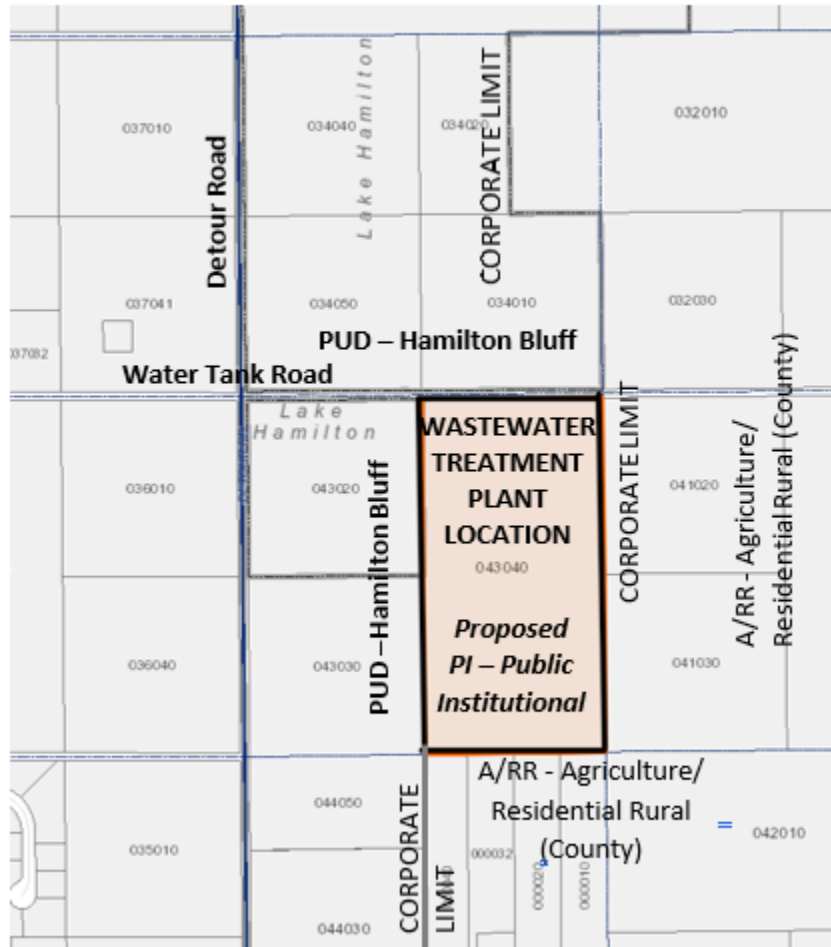 037010
034040
034020
032010
Lake Hamilton
CORPORATE LIMIT
Detour Road
037041
034050
034010
032030
037032
PUD – Hamilton Bluff
Water Tank Road
Lake
Hamilton
WASTEWATER
TREATMENT
PLANT
LOCATION
043040
Proposed
PI – Public
Institutional
036010
043020
PUD –Hamilton Bluff
CORPORATE LIMIT
041020
A/RR - Agriculture/
Residential Rural (County)
036040
043030
041030
A/RR - Agriculture/
Residential Rural
(County)
044050
CORPORATE
LIMIT
035010
000032
000020
000010
042010
044030